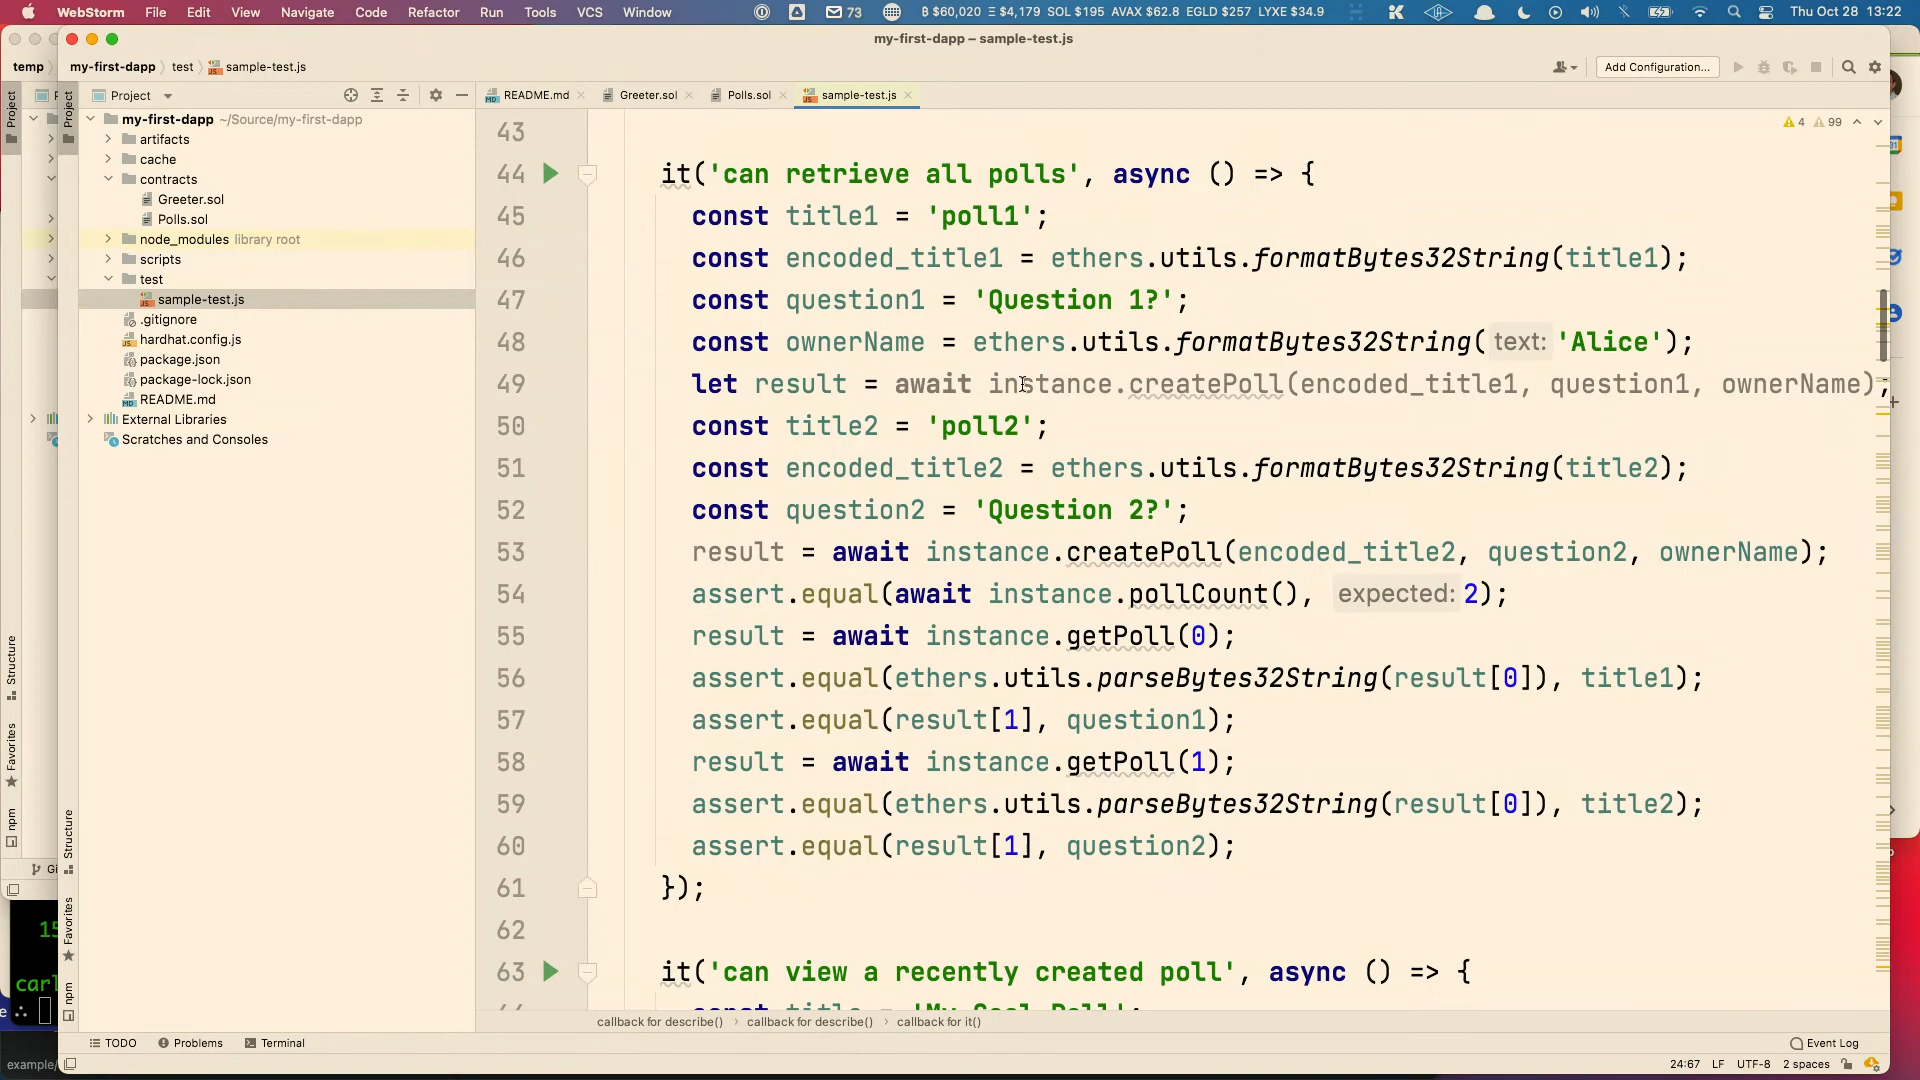 WebStorm File Edit View Navigate Code Refactor Run Tools VCS Window 73 ₿ $60,020 Ξ $4,179 SOL $195 AVAX $62.8 EGLD $257 LYXE $34.9 Thu Oct 28 13:22
my-first-dapp – sample-test.js
temp my-first-dapp test sample-test.js Add Configuration...
Project Project Project README.md Greeter.sol Polls.sol sample-test.js
my-first-dapp ~/Source/my-first-dapp
artifacts
cache
contracts
Greeter.sol
Polls.sol
node_modules library root
scripts
test
sample-test.js
.gitignore
hardhat.config.js
package.json
package-lock.json
README.md
External Libraries
Scratches and Consoles
4 99
43
44 it('can retrieve all polls', async () => {
45 const title1 = 'poll1';
46 const encoded_title1 = ethers.utils.formatBytes32String(title1);
47 const question1 = 'Question 1?';
48 const ownerName = ethers.utils.formatBytes32String( text: 'Alice');
49 let result = await instance.createPoll(encoded_title1, question1, ownerName);
50 const title2 = 'poll2';
51 const encoded_title2 = ethers.utils.formatBytes32String(title2);
52 const question2 = 'Question 2?';
53 result = await instance.createPoll(encoded_title2, question2, ownerName);
54 assert.equal(await instance.pollCount(), expected: 2);
55 result = await instance.getPoll(0);
56 assert.equal(ethers.utils.parseBytes32String(result[0]), title1);
57 assert.equal(result[1], question1);
58 result = await instance.getPoll(1);
59 assert.equal(ethers.utils.parseBytes32String(result[0]), title2);
60 assert.equal(result[1], question2);
61 });
62
63 it('can view a recently created poll', async () => {
Structure
Favorites
npm
Structure
Favorites
npm
15
carl
callback for describe() callback for describe() callback for it()
TODO Problems Terminal Event Log
example/ 24:67 LF UTF-8 2 spaces